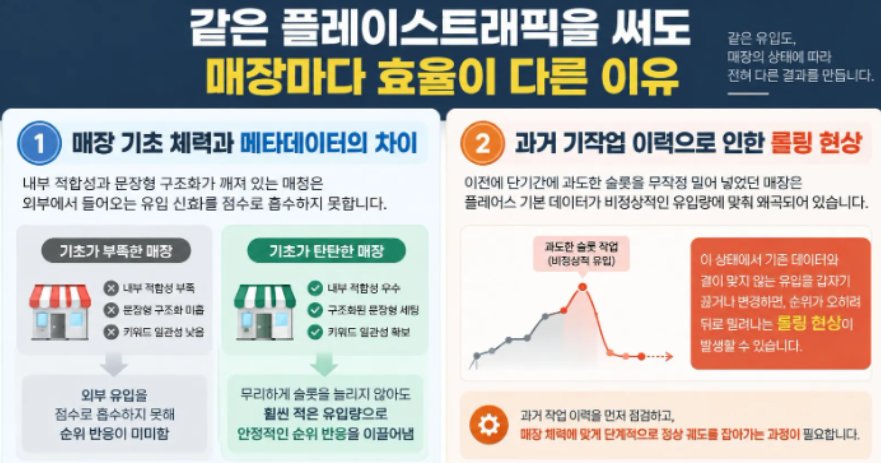 같은 플레이스트래픽을 써도
매장마다 효율이 다른 이유
같은 유입도,
매장의 상태에 따라
전혀 다른 결과를 만듭니다.
1 매장 기초 체력과 메타데이터의 차이
내부 적합성과 문장형 구조화가 깨져 있는 매청은
외부에서 들어오는 유입 신화를 점수로 흡수하지 못합니다.
기초가 부족한 매장
내부 적합성 부족
문장형 구조화 미흡
키워드 일관성 낮음
외부 유입을
점수로 흡수하지 못해
순위 반응이 미미함
기초가 탄탄한 매장
내부 적합성 우수
구조화된 문장형 세팅
키워드 일관성 확보
무리하게 슬롯을 늘리지 않아도
훨씬 적은 유입량으로
안정적인 순위 반응을 이끌어냄
2 과거 기작업 이력으로 인한 롤링 현상
이전에 단기간에 과도한 슬롯을 무작정 밀어 넣었던 매장은
플레어스 기본 데이터가 비정상적인 유입량에 맞춰 왜곡되어 있습니다.
과도한 슬롯 작업
(비정상적 유입)
이 상태에서 기존 데이터와
결이 맞지 않는 유입을 갑자기
끊거나 변경하면, 순위가 오히려
뒤로 밀려나는 롤링 현상이
발생할 수 있습니다.
과거 작업 이력을 먼저 점검하고,
매장 체력에 맞게 단계적으로 정상 궤도를 잡아가는 과정이 필요합니다.